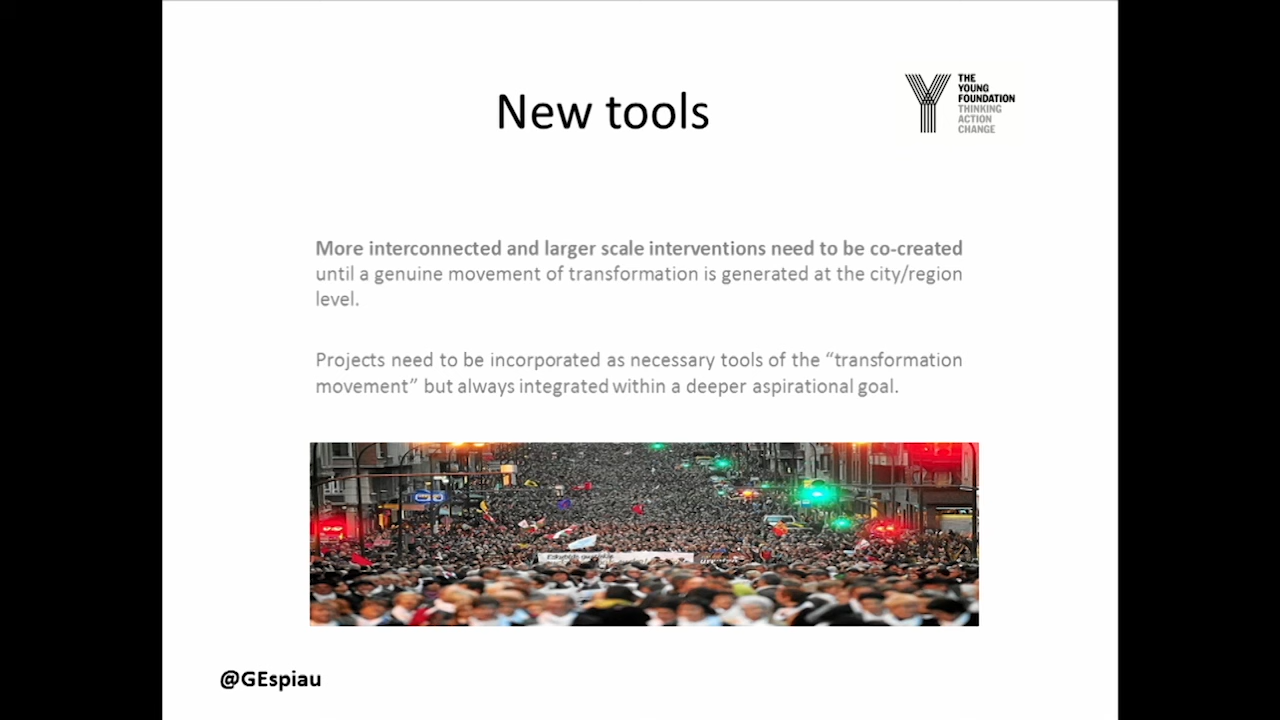 New tools
THE
YOUNG
FOUNDATION
THINKING
ACTION
CHANGE
More interconnected and larger scale interventions need to be co-created
until a genuine movement of transformation is generated at the city/region
level.
Projects need to be incorporated as necessary tools of the “transformation
movement” but always integrated within a deeper aspirational goal.
@GEspiau